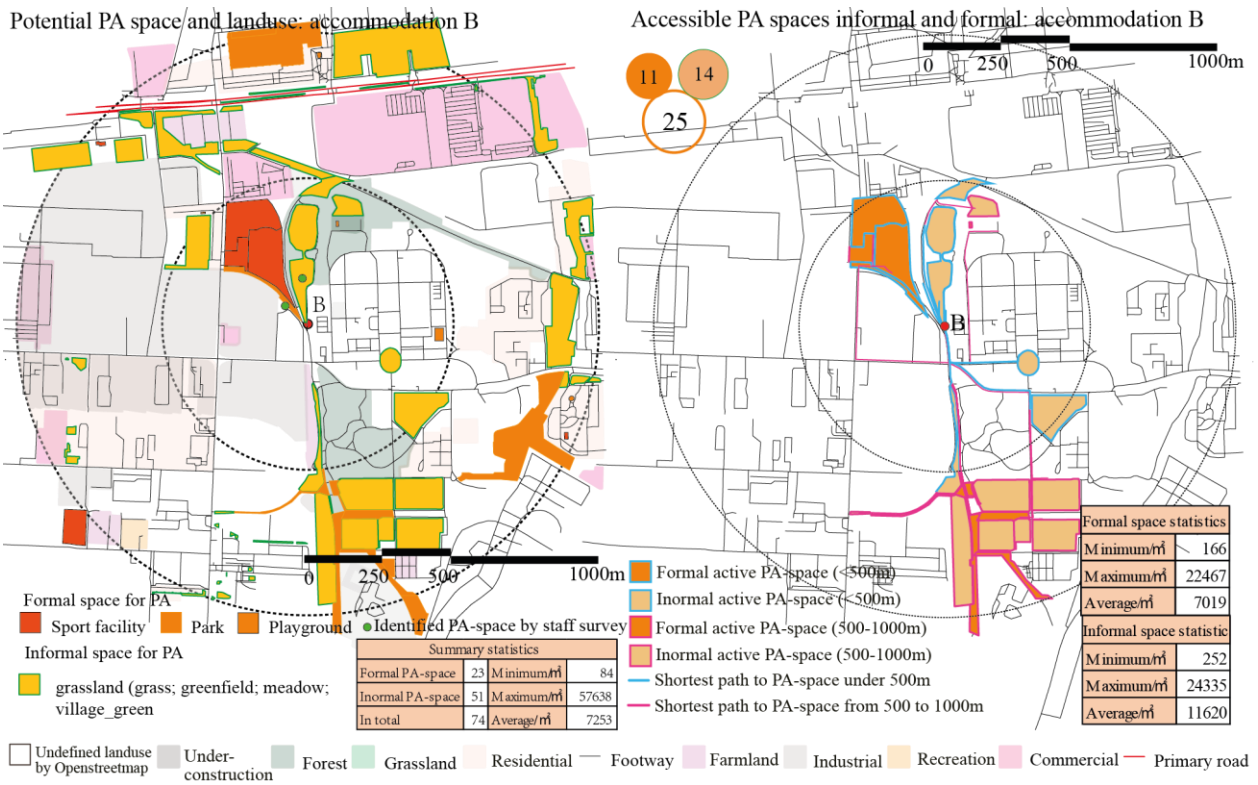 Potential PA space and landuse: accommodation B
Accessible PA spaces informal and formal: accommodation B
0 250 500 1000m
11 14
25
B
B
0 250 500 1000m
Formal space for PA
Sport facility Park Playground Identified PA-space by staff survey
Informal space for PA
grassland (grass; greenfield; meadow;
village_green
Summary statistics
Formal PA-space 23 Minimum/㎡ 84
Inormal PA-space 51 Maximum/㎡ 57638
In total 74 Average/㎡ 7253
Formal active PA-space (<500m)
Inormal active PA-space (<500m)
Formal active PA-space (500-1000m)
Inormal active PA-space (500-1000m)
Shortest path to PA-space under 500m
Shortest path to PA-space from 500 to 1000m
Formal space statistics
Minimum/㎡ 166
Maximum/㎡ 22467
Average/㎡ 7019
Informal space statistic
Minimum/㎡ 252
Maximum/㎡ 24335
Average/㎡ 11620
Undefined landuse
by Openstreetmap
Under-
construction
Forest Grassland Residential Footway Farmland Industrial Recreation Commercial Primary road